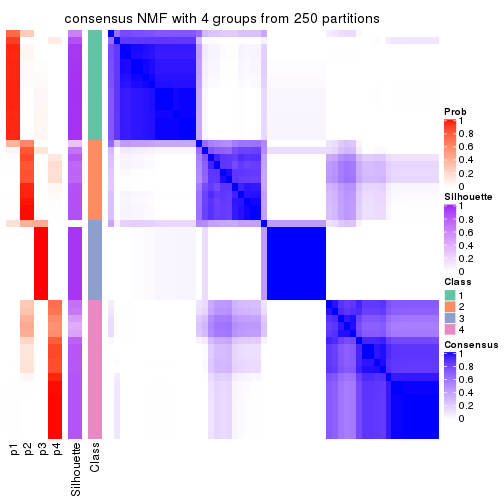 consensus NMF with 4 groups from 250 partitions
Prob
1
0.8
0.6
0.4
0.2
0
Silhouette
1
0.8
0.6
0.4
0.2
0
Class
1
2
3
4
Consensus
1
0.8
0.6
0.4
0.2
0
p1
p2
p3
p4
Silhouette
Class